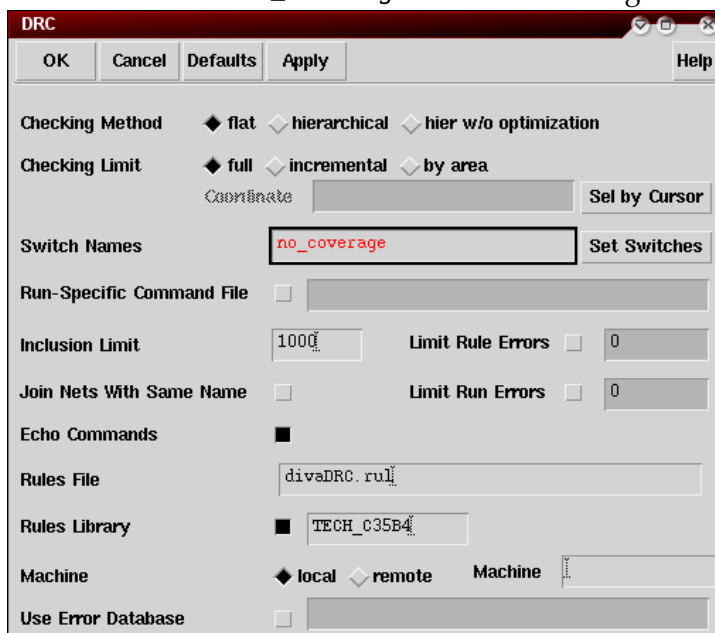 DRC
OK Cancel Defaults Apply Help
Checking Method flat hierarchical hier w/o optimization
Checking Limit full incremental by area
Coordinate Sel by Cursor
Switch Names no_coverage Set Switches
Run-Specific Command File
Inclusion Limit 1000 Limit Rule Errors 0
Join Nets With Same Name Limit Run Errors 0
Echo Commands
Rules File divaDRC.rul
Rules Library TECH_C35B4
Machine local remote Machine
Use Error Database